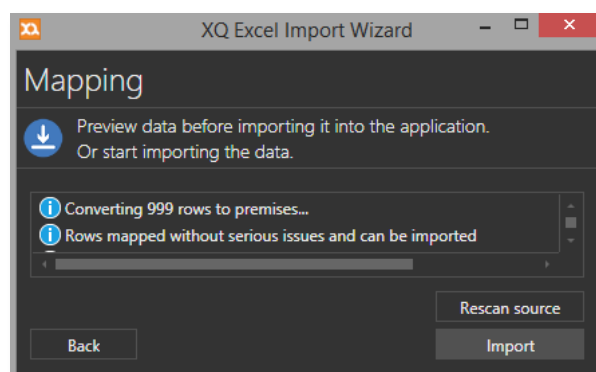 XQ Excel Import Wizard
Mapping
Preview data before importing it into the application.
Or start importing the data.
Converting 999 rows to premises...
Rows mapped without serious issues and can be imported
Rescan source
Back
Import